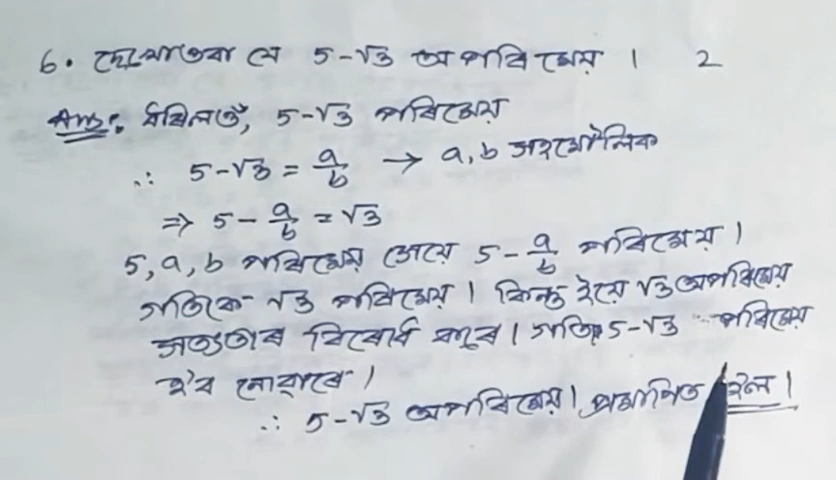 6. দেখুওৱা যে 5-√3 অপৰিমেয় । 2
Ans: ধৰিলওঁ, 5-√3 পৰিমেয়
∴ 5-√3 = a/b → a, b সহমৌলিক
⇒ 5 - a/b = √3
5, a, b পৰিমেয় সেয়ে 5 - a/b পৰিমেয় ।
গতিকে √3 পৰিমেয় । কিন্তু ইয়ে √3 অপৰিমেয়
সত্যতাৰ বিৰোধ কৰে । গতিকে 5-√3 পৰিমেয়
হ'ব নোৱাৰে ।
∴ 5-√3 অপৰিমেয় । প্ৰমাণিত হ'ল ।